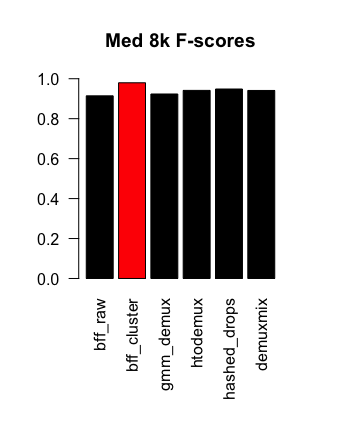 Med 8k F-scores
1.0
0.8
0.6
0.4
0.2
0.0
bff_raw
bff_cluster
gmm_demux
htodemux
hashed_drops
demuxmix